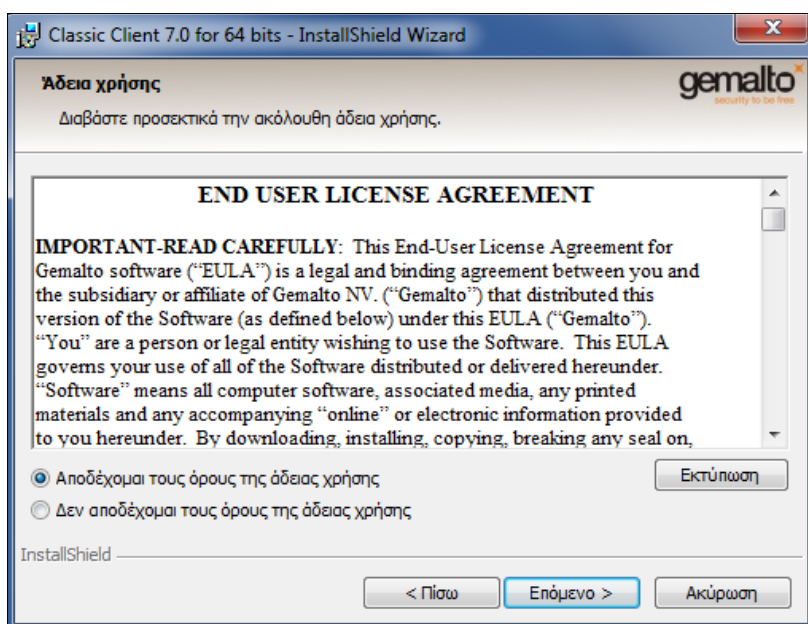 Classic Client 7.0 for 64 bits - InstallShield Wizard
Άδεια χρήσης
gemalto
security to be free
Διαβάστε προσεκτικά την ακόλουθη άδεια χρήσης.
END USER LICENSE AGREEMENT
IMPORTANT-READ CAREFULLY: This End-User License Agreement for
Gemalto software (“EULA”) is a legal and binding agreement between you and
the subsidiary or affiliate of Gemalto NV. (“Gemalto”) that distributed this
version of the Software (as defined below) under this EULA (“Gemalto”).
“You” are a person or legal entity wishing to use the Software. This EULA
governs your use of all of the Software distributed or delivered hereunder.
“Software” means all computer software, associated media, any printed
materials and any accompanying “online” or electronic information provided
to you hereunder. By downloading, installing, copying, breaking any seal on,
Αποδέχομαι τους όρους της άδειας χρήσης
Εκτύπωση
Δεν αποδέχομαι τους όρους της άδειας χρήσης
InstallShield
< Πίσω
Επόμενο >
Ακύρωση